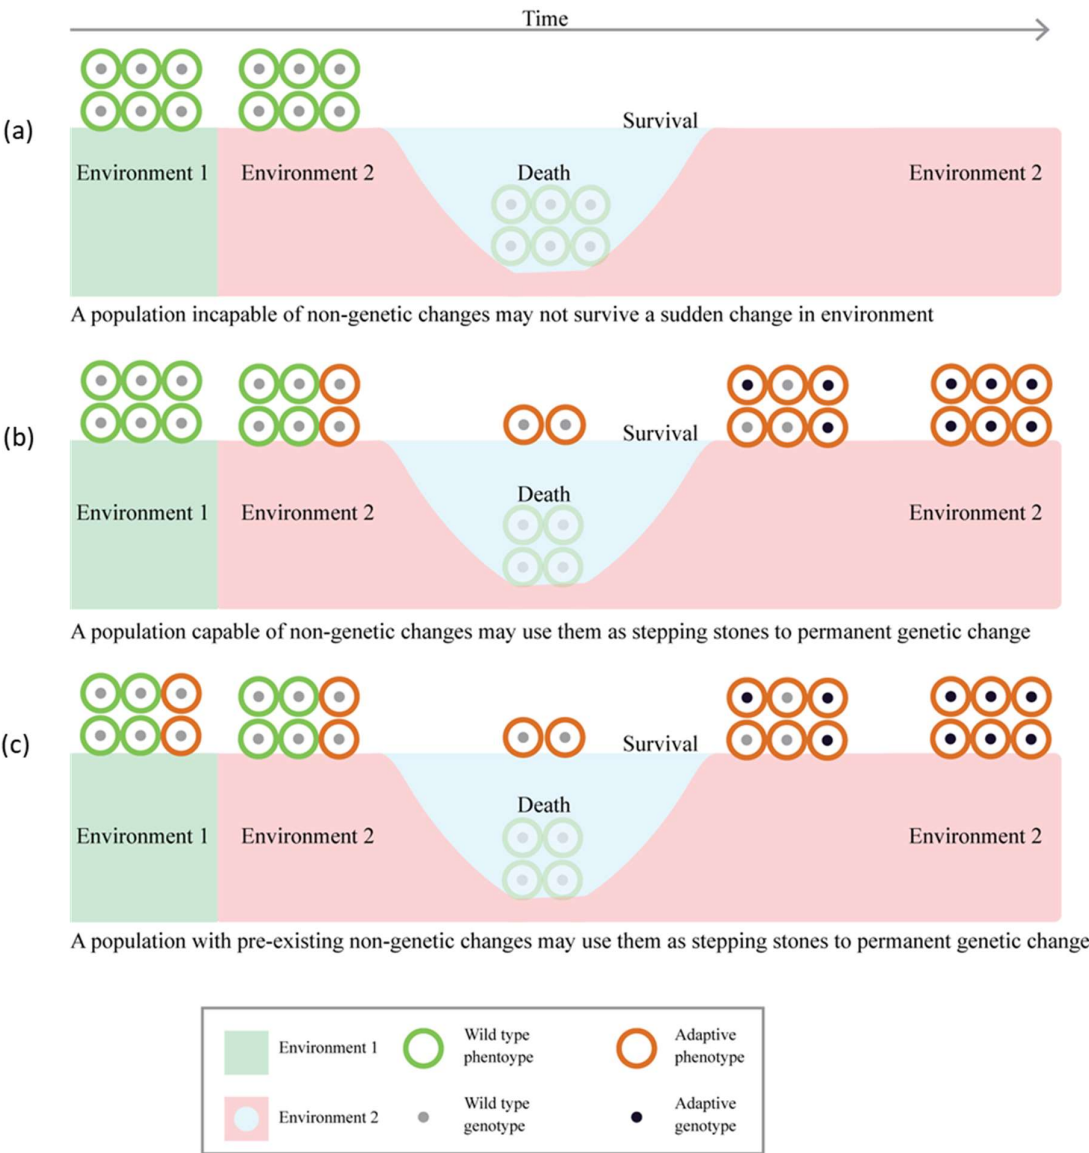 Time
(a)
Survival
Environment 1
Environment 2
Death
Environment 2
A population incapable of non-genetic changes may not survive a sudden change in environment
(b)
Survival
Death
Environment 1
Environment 2
Environment 2
A population capable of non-genetic changes may use them as stepping stones to permanent genetic change
(c)
Survival
Death
Environment 1
Environment 2
Environment 2
A population with pre-existing non-genetic changes may use them as stepping stones to permanent genetic change
Environment 1
Wild type
phentoype
Adaptive
phenotype
Environment 2
Wild type
genotype
Adaptive
genotype